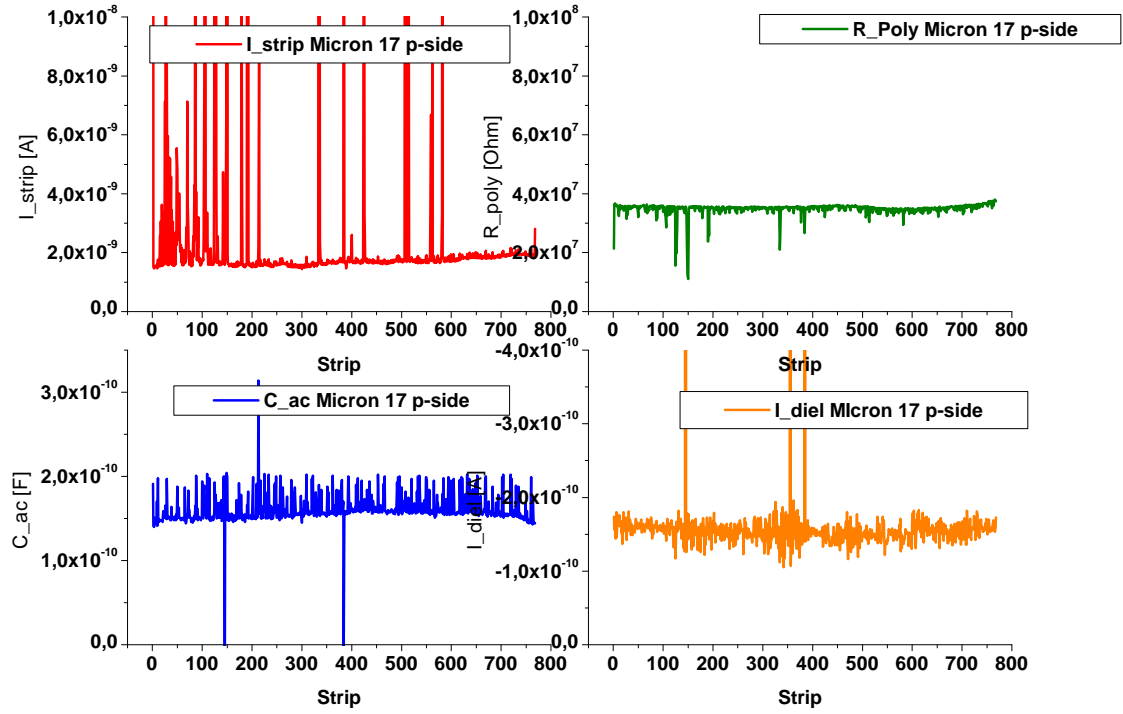 1,0x10-8
8,0x10-9
6,0x10-9
4,0x10-9
2,0x10-9
0,0
I_strip [A]
I_strip Micron 17 p-side
0 100 200 300 400 500 600 700 800
Strip
1,0x108
8,0x107
6,0x107
4,0x107
2,0x107
0,0
R_poly [Ohm]
R_Poly Micron 17 p-side
0 100 200 300 400 500 600 700 800
Strip
3,0x10-10
2,0x10-10
1,0x10-10
0,0
C_ac [F]
C_ac Micron 17 p-side
0 100 200 300 400 500 600 700 800
Strip
-4,0x10-10
-3,0x10-10
-2,0x10-10
-1,0x10-10
0,0
I_diel [A]
I_diel MIcron 17 p-side
0 100 200 300 400 500 600 700 800
Strip